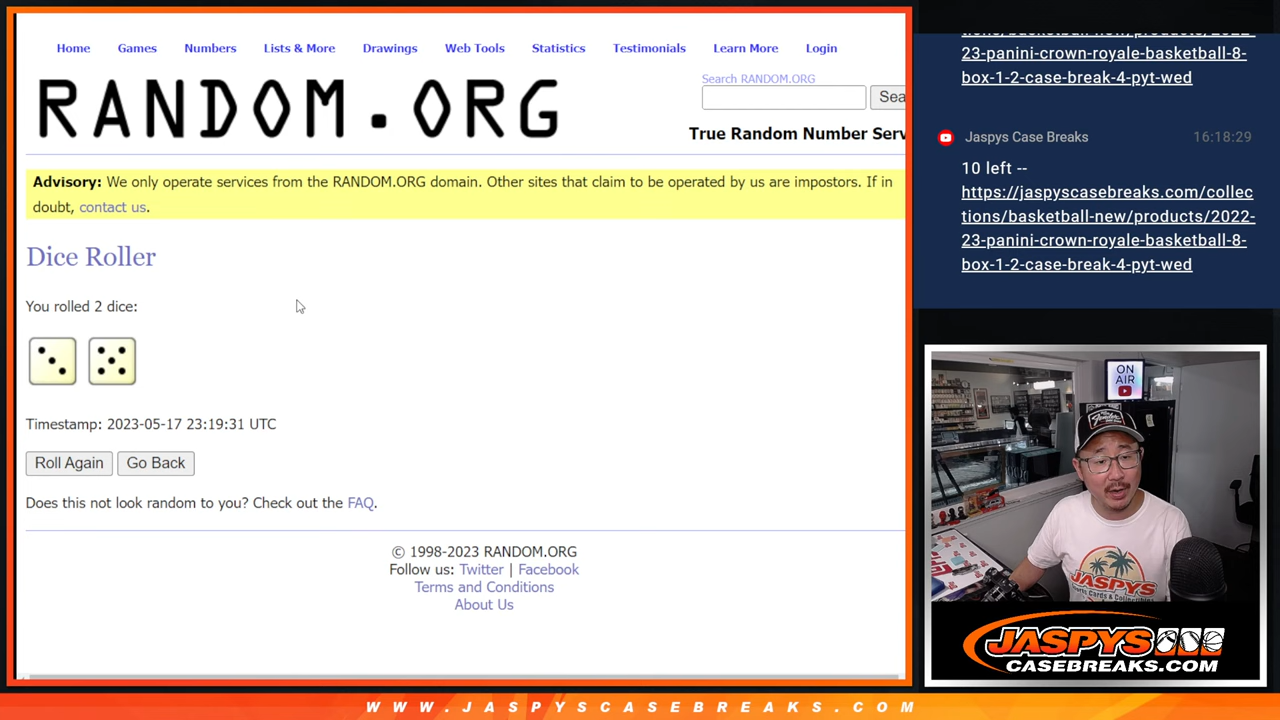 Home Games Numbers Lists & More Drawings Web Tools Statistics Testimonials Learn More Login
RANDOM.ORG
Search RANDOM.ORG
Sea
True Random Number Serv
Advisory: We only operate services from the RANDOM.ORG domain. Other sites that claim to be operated by us are impostors. If in
doubt, contact us.
Dice Roller
You rolled 2 dice:
Timestamp: 2023-05-17 23:19:31 UTC
Roll Again Go Back
Does this not look random to you? Check out the FAQ.
© 1998-2023 RANDOM.ORG
Follow us: Twitter | Facebook
Terms and Conditions
About Us
tions/basketball-new/products/2022-
23-panini-crown-royale-basketball-8-
box-1-2-case-break-4-pyt-wed
Jaspys Case Breaks 16:18:29
10 left --
https://jaspyscasebreaks.com/collec
tions/basketball-new/products/2022-
23-panini-crown-royale-basketball-8-
box-1-2-case-break-4-pyt-wed
ON
AIR
JASPYS
JASPYS
CASEBREAKS.COM
WWW.JASPYSCASEBREAKS.COM